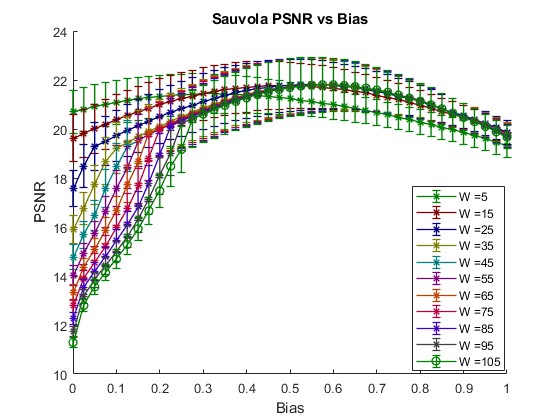 Sauvola PSNR vs Bias
24
22
20
18
16
14
12
10
PSNR
0 0.1 0.2 0.3 0.4 0.5 0.6 0.7 0.8 0.9 1
Bias
W =5
W =15
W =25
W =35
W =45
W =55
W =65
W =75
W =85
W =95
W =105